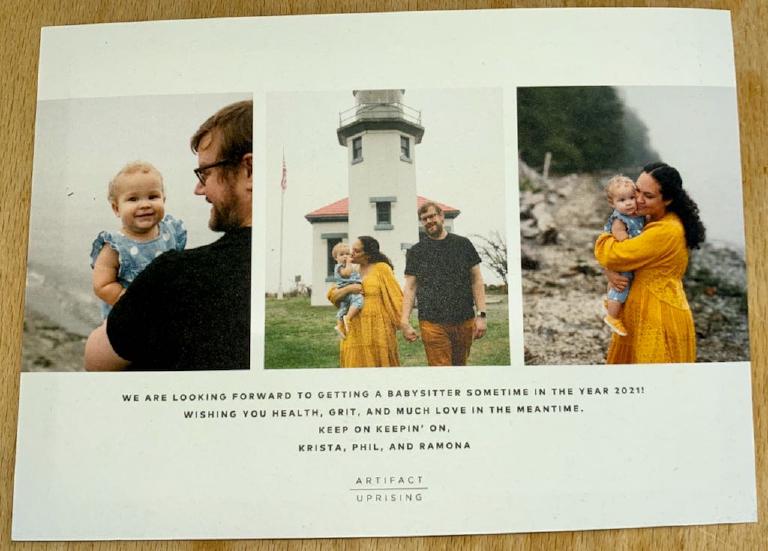 WE ARE LOOKING FORWARD TO GETTING A BABYSITTER SOMETIME IN THE YEAR 2021!
WISHING YOU HEALTH, GRIT, AND MUCH LOVE IN THE MEANTIME.
KEEP ON KEEPIN' ON,
KRISTA, PHIL, AND RAMONA
ARTIFACT
UPRISING